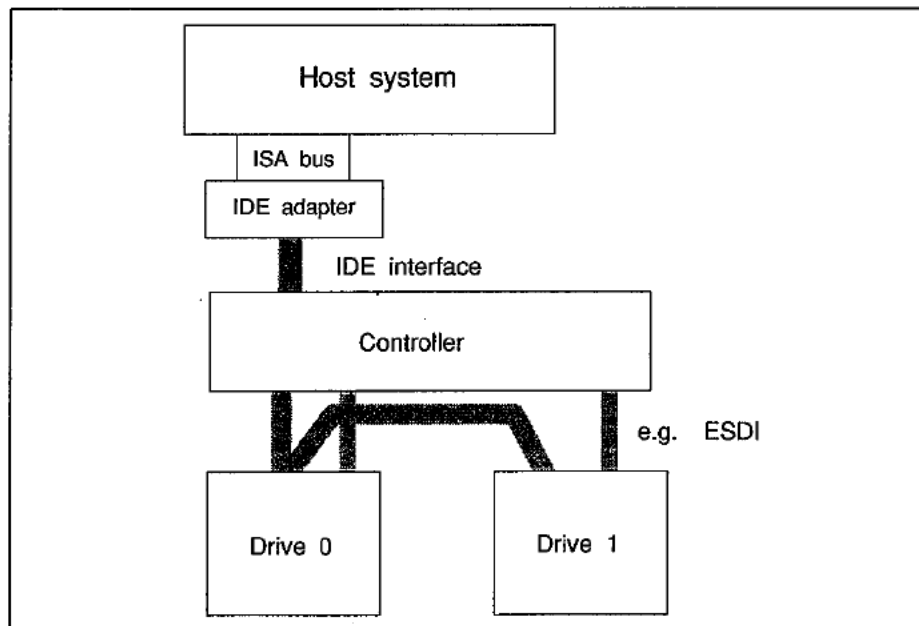 Host system
ISA bus
IDE adapter
IDE interface
Controller
e.g. ESDI
Drive 0
Drive 1